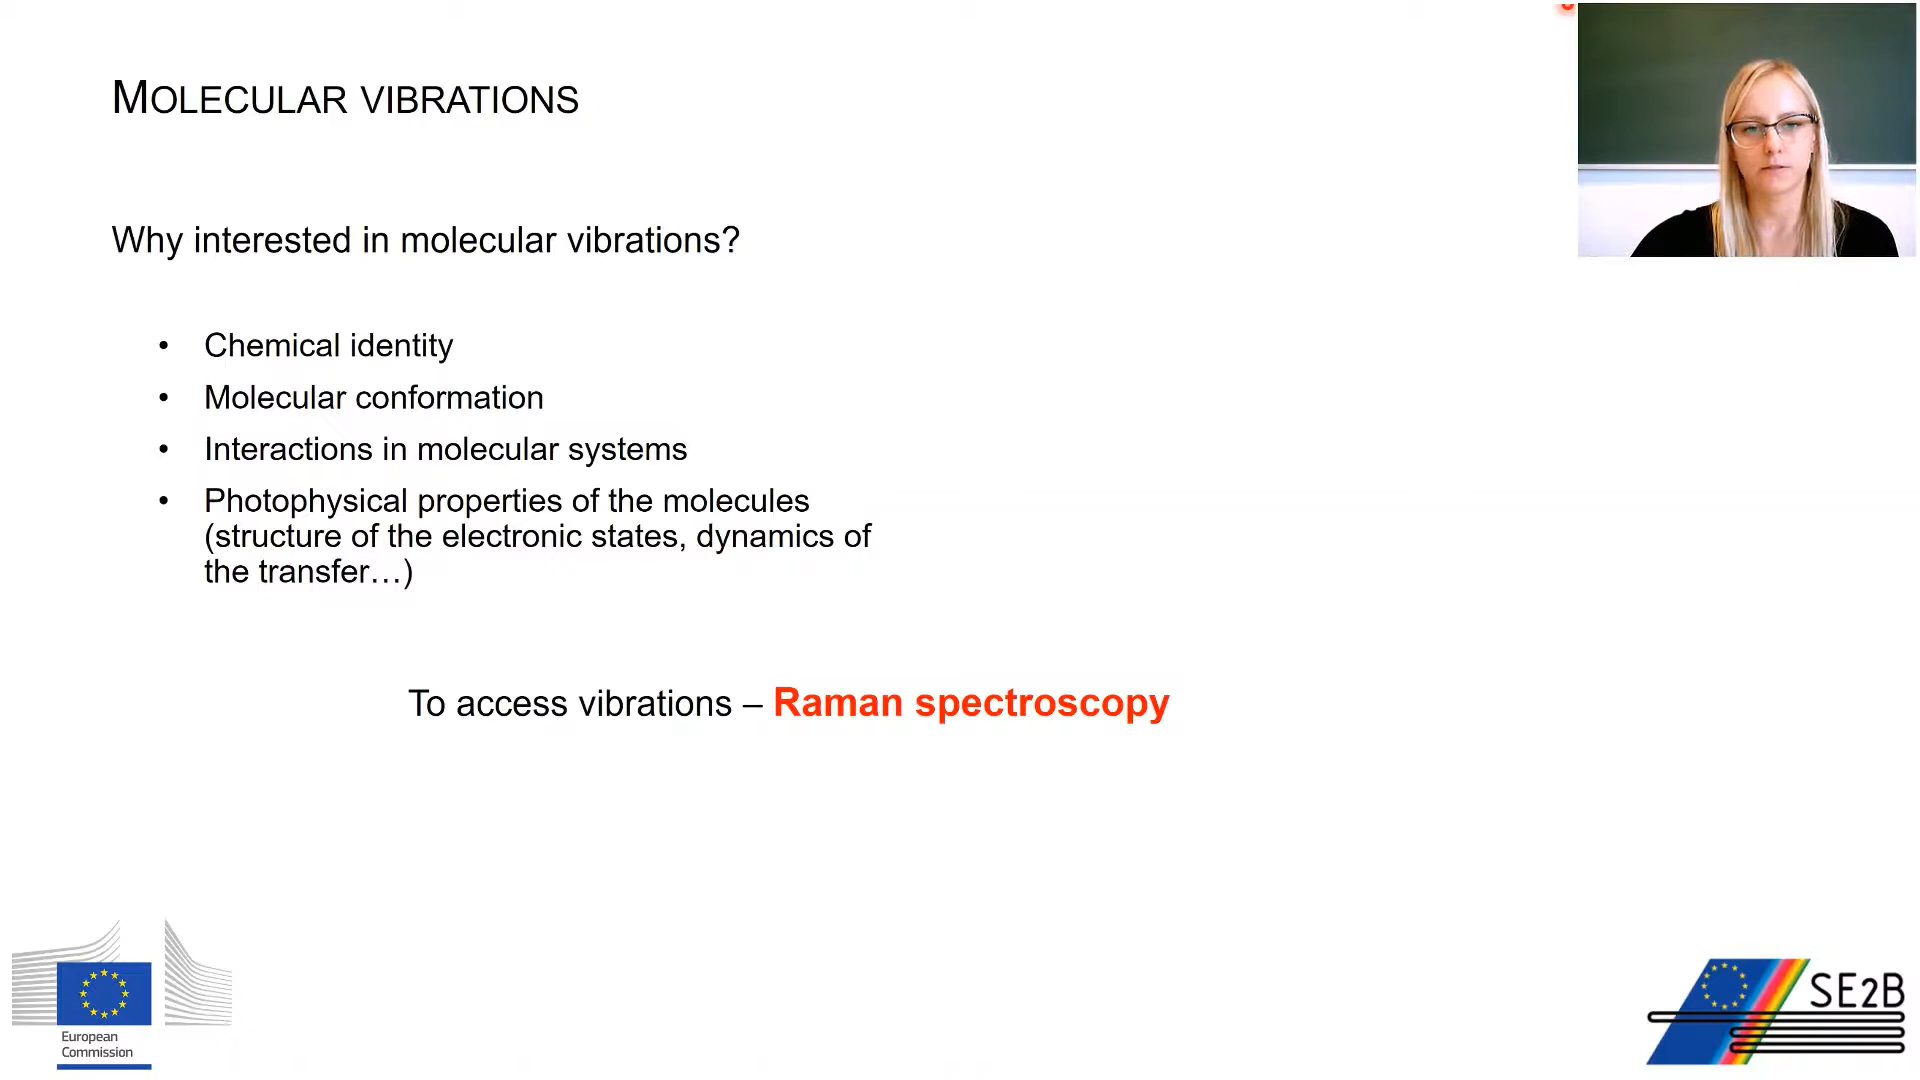 MOLECULAR VIBRATIONS
Why interested in molecular vibrations?
• Chemical identity
• Molecular conformation
• Interactions in molecular systems
• Photophysical properties of the molecules
(structure of the electronic states, dynamics of
the transfer…)
To access vibrations – Raman spectroscopy
European
Commission
SE2B